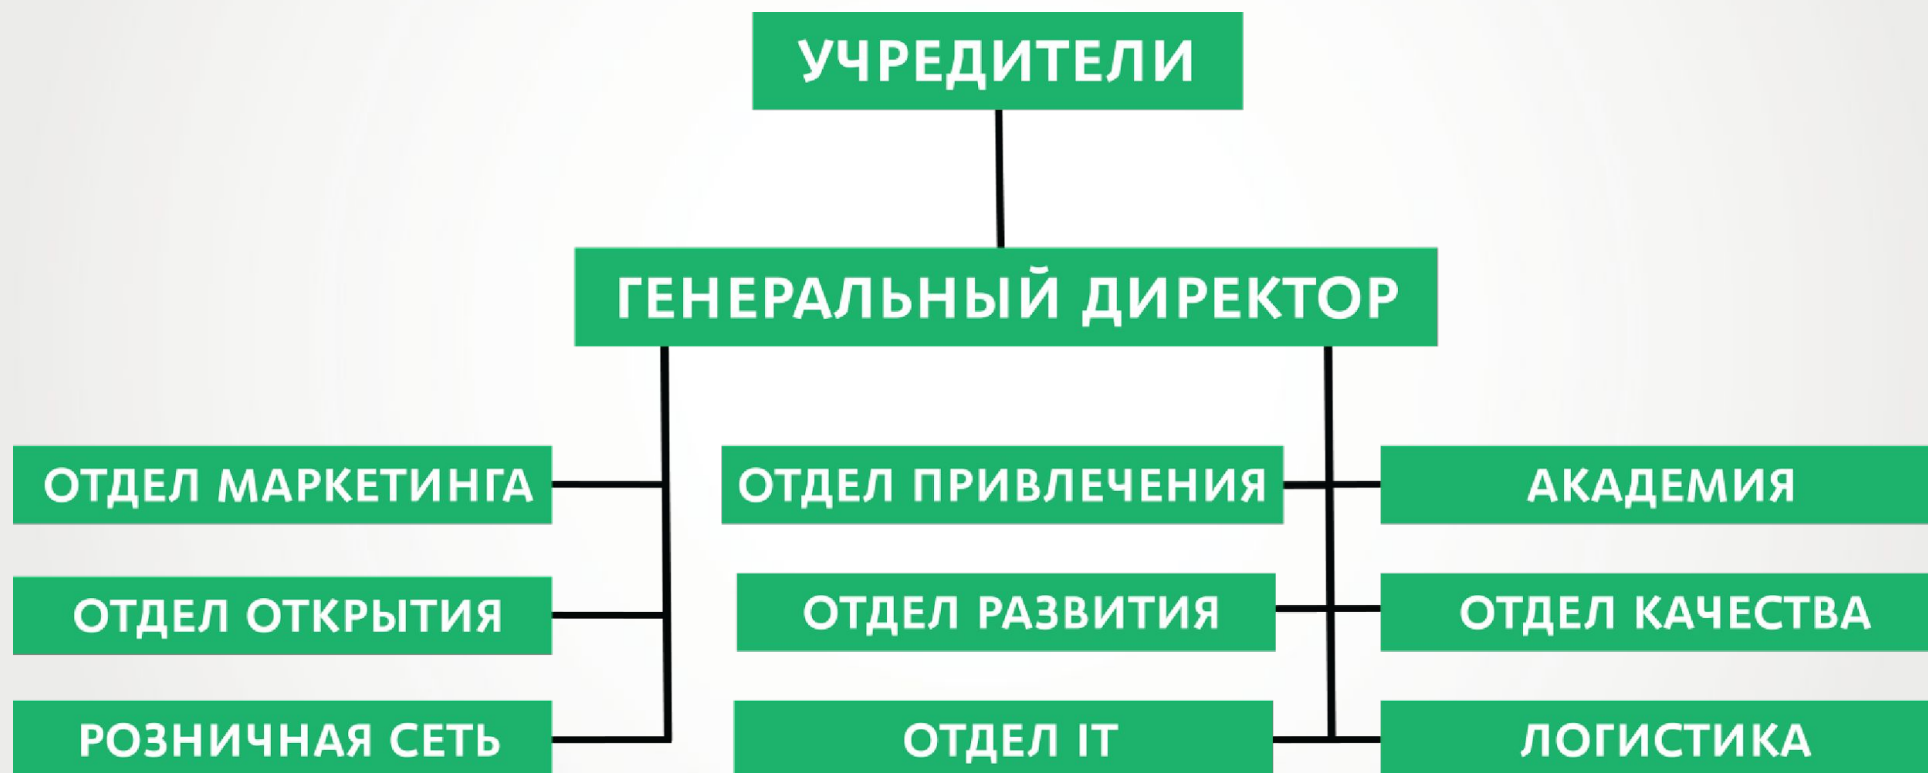 УЧРЕДИТЕЛИ
ГЕНЕРАЛЬНЫЙ ДИРЕКТОР
ОТДЕЛ МАРКЕТИНГА
ОТДЕЛ ПРИВЛЕЧЕНИЯ
АКАДЕМИЯ
ОТДЕЛ ОТКРЫТИЯ
ОТДЕЛ РАЗВИТИЯ
ОТДЕЛ КАЧЕСТВА
РОЗНИЧНАЯ СЕТЬ
ОТДЕЛ IT
ЛОГИСТИКА